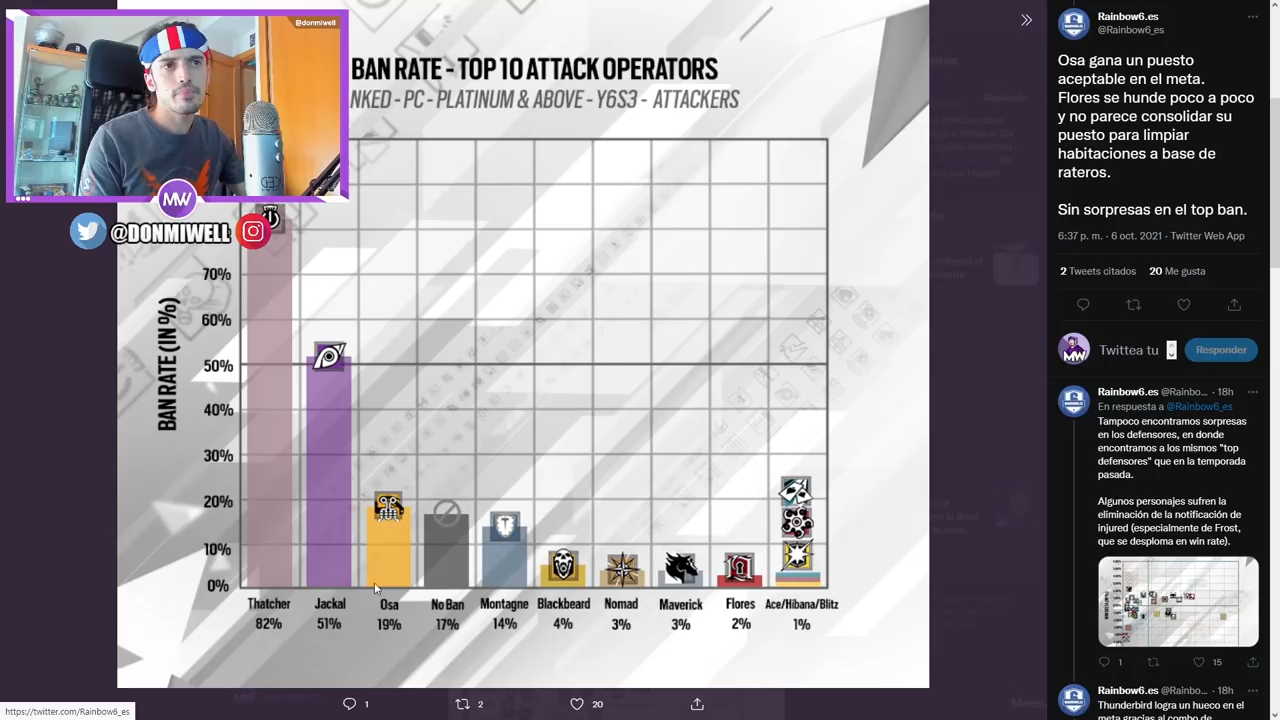 @donmiwell
MW
@DONMIWELL
BAN RATE - TOP 10 ATTACK OPERATORS
NKED - PC - PLATINUM & ABOVE - Y6S3 - ATTACKERS
BAN RATE (IN %)
70%
60%
50%
40%
30%
20%
10%
0%
Thatcher Jackal Osa No Ban Montagne Blackbeard Nomad Maverick Flores Ace/Hibana/Blitz
82% 51% 19% 17% 14% 4% 3% 3% 2% 1%
1 2 20
https://twitter.com/Rainbow6_es
Rainbow6.es
@Rainbow6_es
Osa gana un puesto
aceptable en el meta.
Flores se hunde poco a poco
y no parece consolidar su
puesto para limpiar
habitaciones a base de
rateros.
Sin sorpresas en el top ban.
6:37 p. m. · 6 oct. 2021 · Twitter Web App
2 Tweets citados 20 Me gusta
MW Twittea tu Responder
Rainbow6.es @Rainbo... · 18h
En respuesta a @Rainbow6_es
Tampoco encontramos sorpresas
en los defensores, en donde
encontramos a los mismos "top
defensores" que en la temporada
pasada.
Algunos personajes sufren la
eliminación de la notificación de
injured (especialmente de Frost,
que se desploma en win rate).
1 15
Rainbow6.es @Rainbo... · 18h
Thunderbird logra un hueco en el
meta gracias al combo de